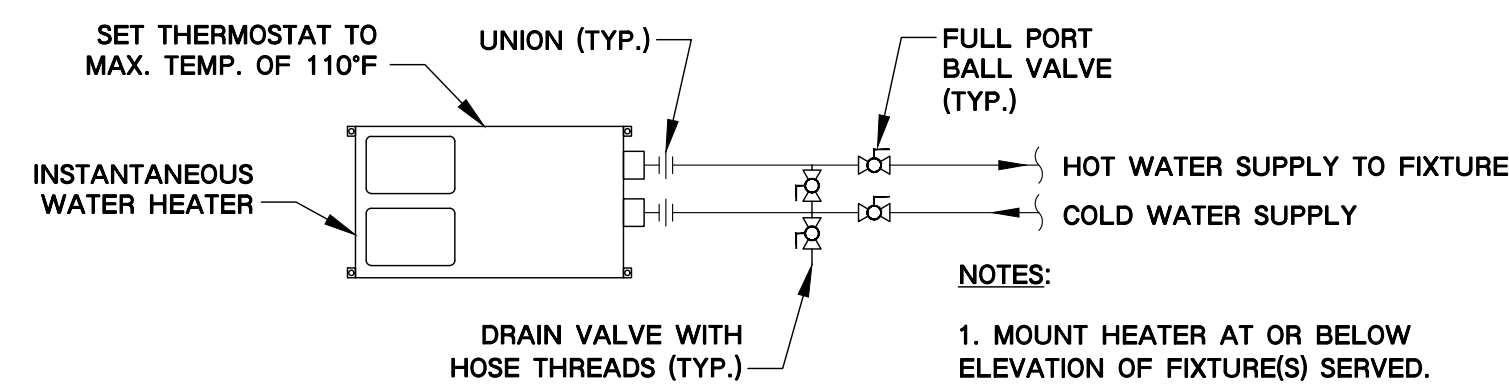 SET THERMOSTAT TO
MAX. TEMP. OF 110°F
UNION (TYP.)
FULL PORT
BALL VALVE
(TYP.)
INSTANTANEOUS
WATER HEATER
HOT WATER SUPPLY TO FIXTURE
COLD WATER SUPPLY
DRAIN VALVE WITH
HOSE THREADS (TYP.)
NOTES:
1. MOUNT HEATER AT OR BELOW
ELEVATION OF FIXTURE(S) SERVED.